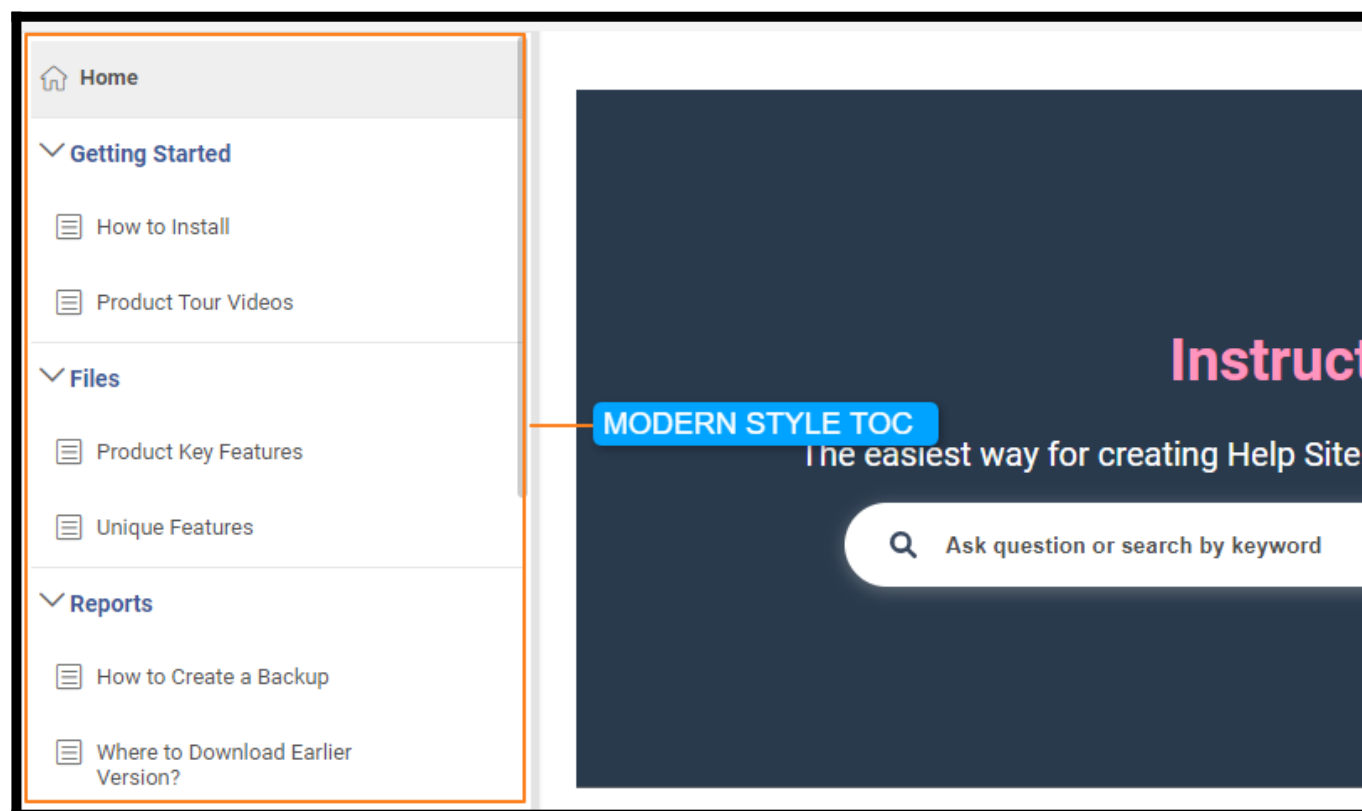 Home
Getting Started
How to Install
Product Tour Videos
Files
Product Key Features
Unique Features
Reports
How to Create a Backup
Where to Download Earlier
Version?
MODERN STYLE TOC
Instruct
The easiest way for creating Help Site
Ask question or search by keyword